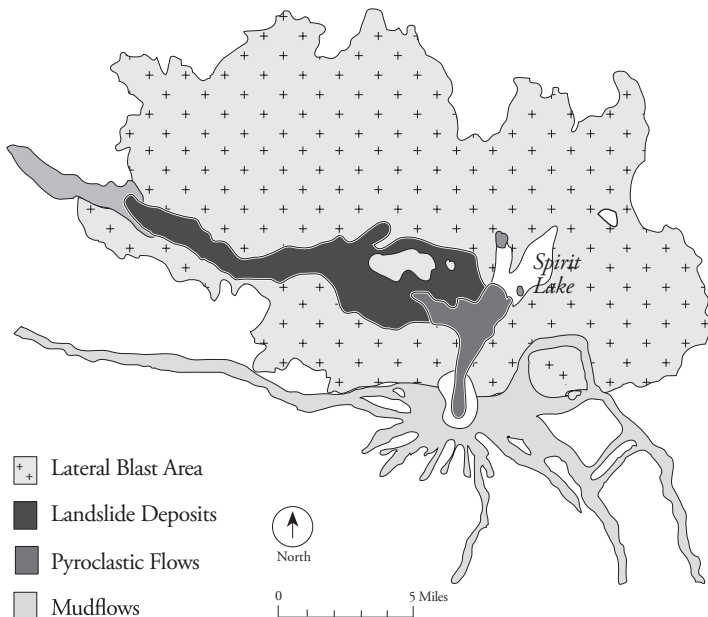 Spirit
Lake
Lateral Blast Area
Landslide Deposits
Pyroclastic Flows
Mudflows
North
0 5 Miles